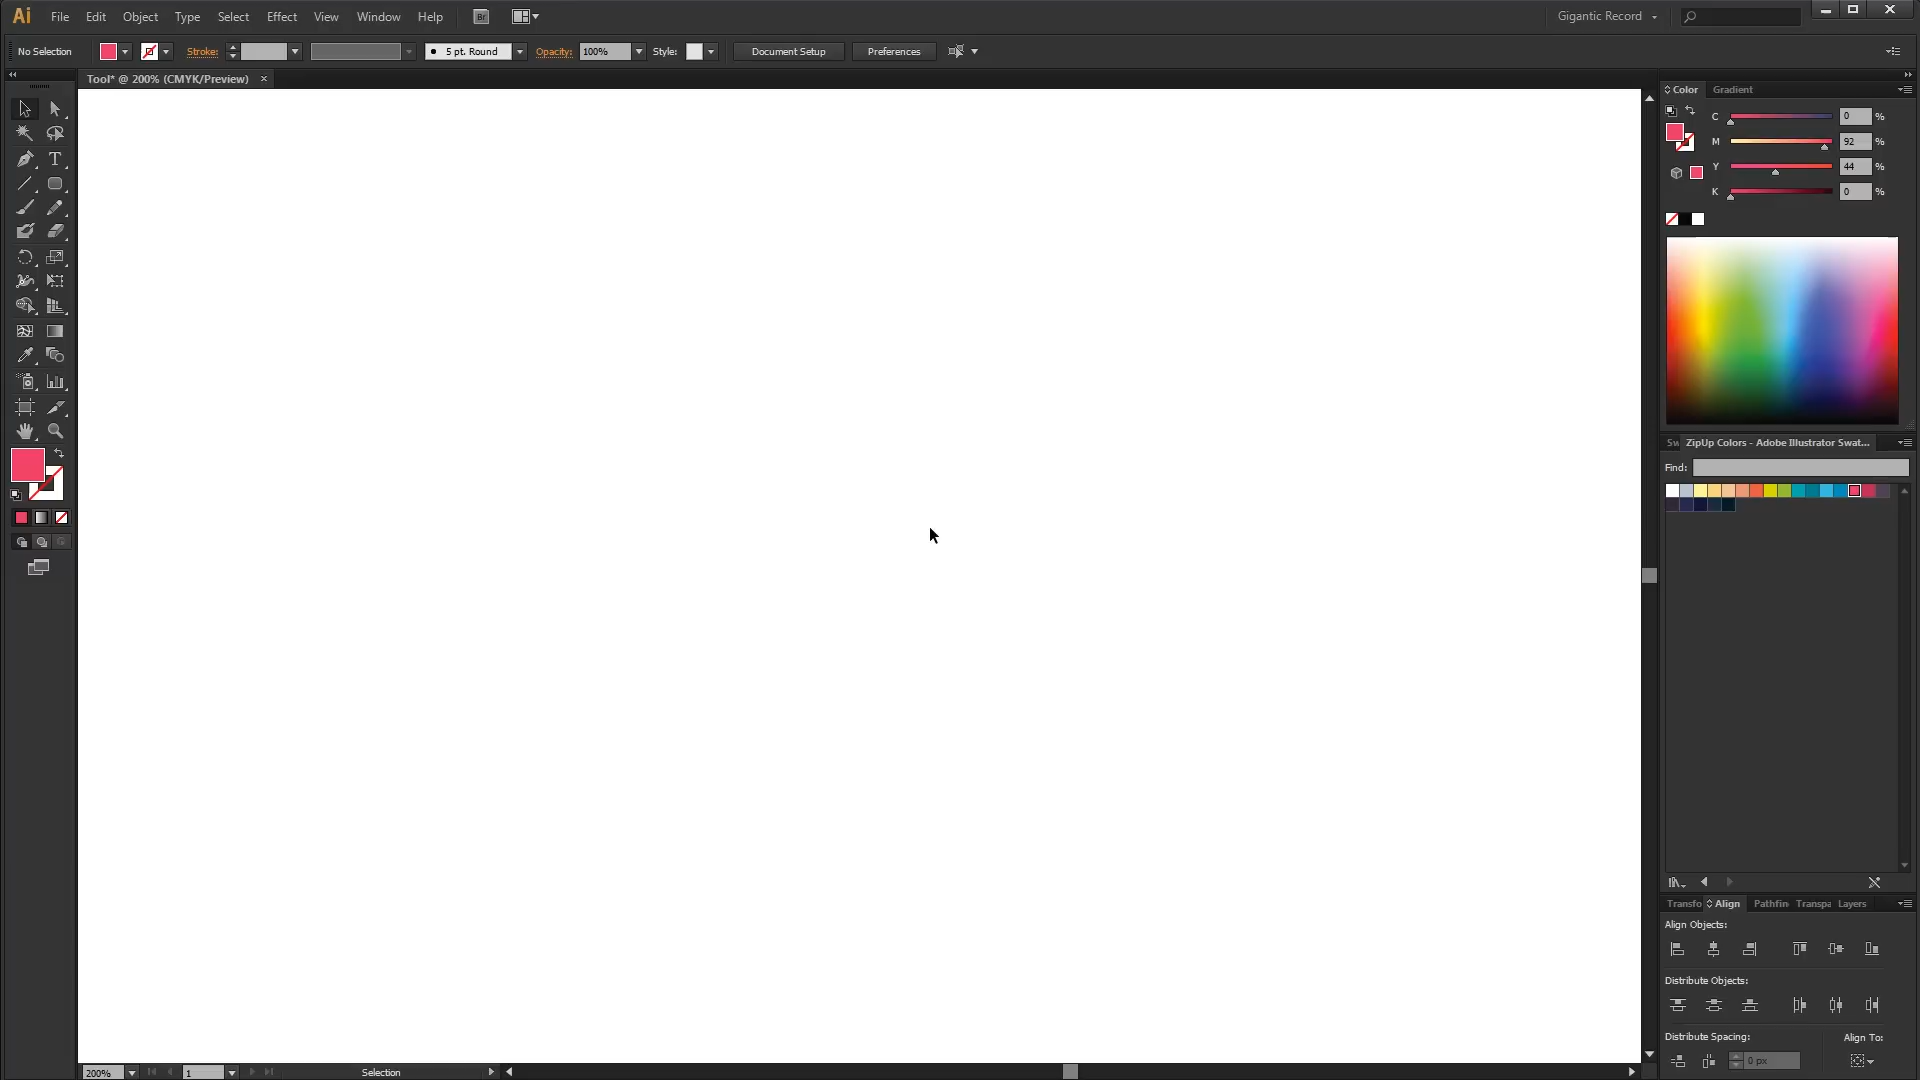 Ai File Edit Object Type Select Effect View Window Help Br Gigantic Record
No Selection Stroke: 5 pt. Round Opacity: 100% Style: Document Setup Preferences
Tool* @ 200% (CMYK/Preview)
Color Gradient
C 0 %
M 92 %
Y 44 %
K 0 %
T
Sw ZipUp Colors - Adobe Illustrator Swat...
Find:
Transfo Align Pathfin Transpa Layers
Align Objects:
Distribute Objects:
Distribute Spacing: Align To:
0 px
200% 1 Selection